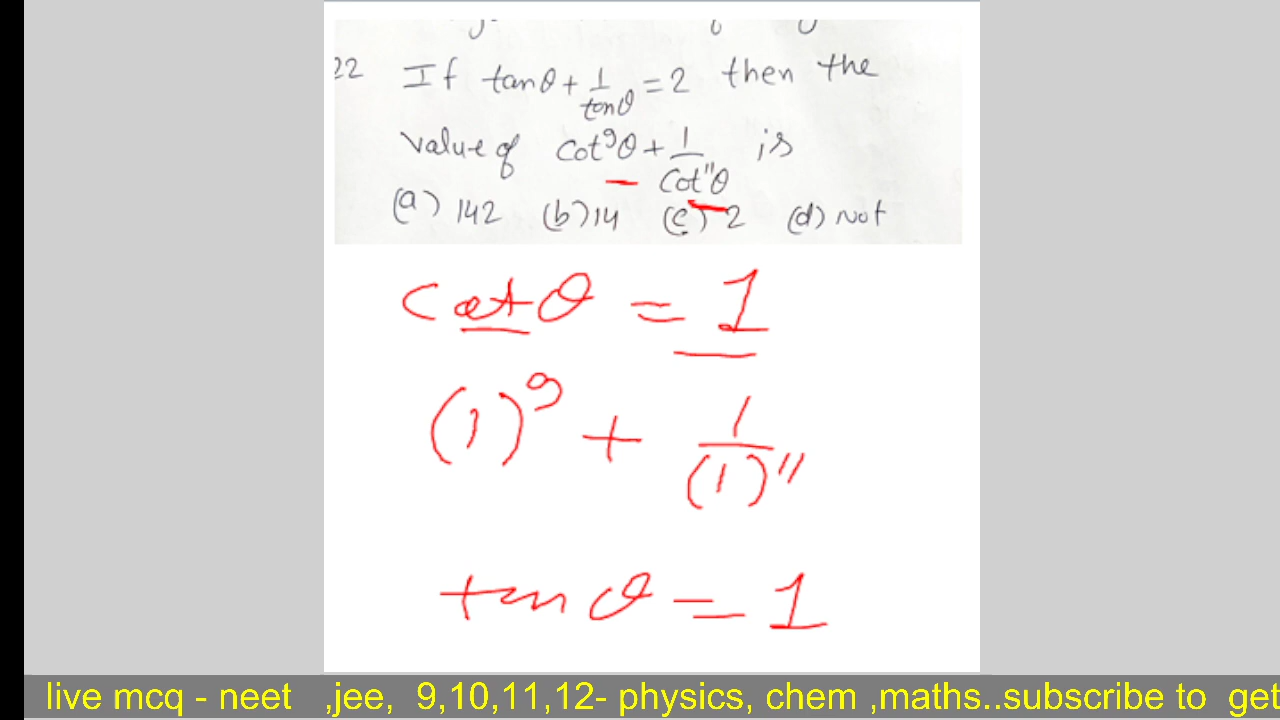 22 If tanθ + 1/tanθ = 2 then the
value of cot⁹θ + 1/cot¹¹θ is
(a) 142 (b) 14 (c) 2 (d) not
cotθ = 1
(1)⁹ + 1/(1)¹¹
tanθ = 1
live mcq - neet ,jee, 9,10,11,12- physics, chem ,maths..subscribe to get